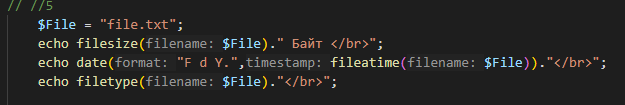 // //5
$File = "file.txt";
echo filesize(filename: $File)." Байт </br>";
echo date(format: "F d Y.",timestamp: fileatime(filename: $File))."</br>";
echo filetype(filename: $File)."</br>";